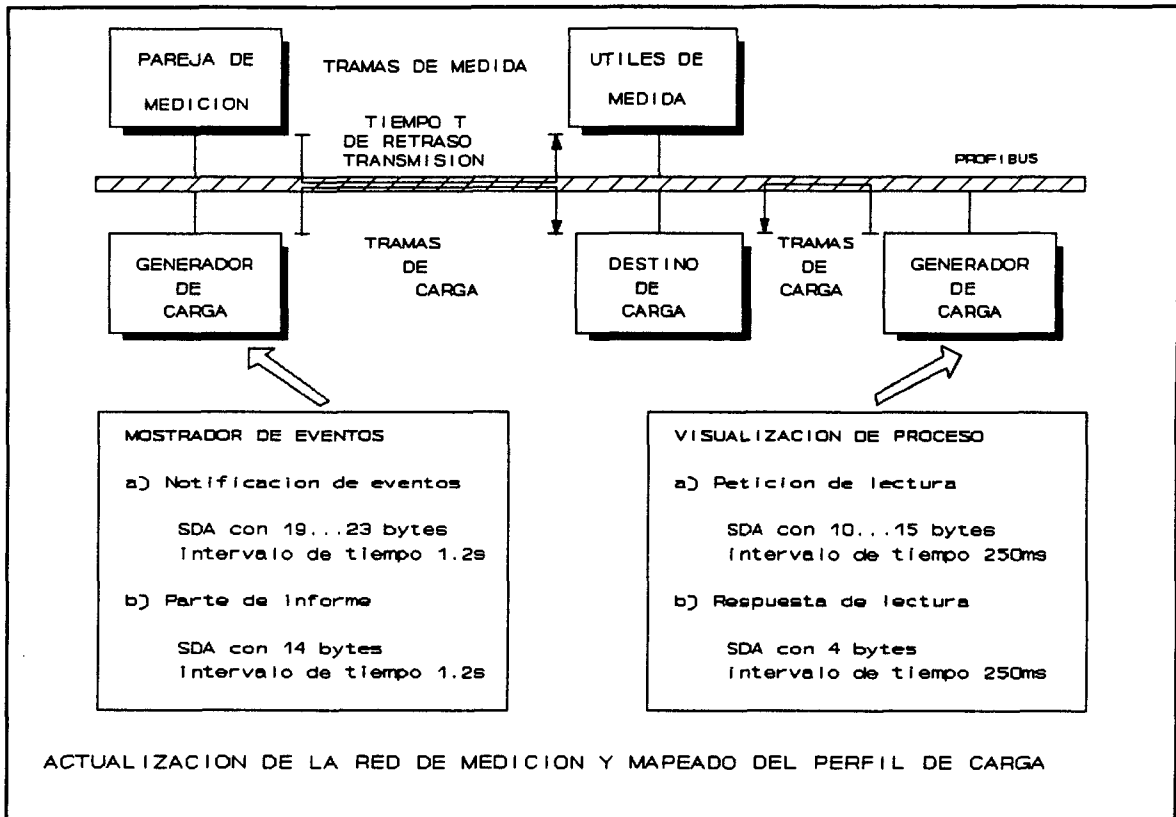 PAREJA DE
MEDICION
TRAMAS DE MEDIDA
UTILES DE
MEDIDA
TIEMPO T
DE RETRASO
TRANSMISION
PROFIBUS
GENERADOR
DE
CARGA
TRAMAS
DE
CARGA
DESTINO
DE
CARGA
TRAMAS
DE
CARGA
GENERADOR
DE
CARGA
MOSTRADOR DE EVENTOS
a) Notificacion de eventos
SDA con 19...23 bytes
intervalo de tiempo 1.2s
b) Parte de informe
SDA con 14 bytes
intervalo de tiempo 1.2s
VISUALIZACION DE PROCESO
a) Peticion de lectura
SDA con 10...15 bytes
intervalo de tiempo 250ms
b) Respuesta de lectura
SDA con 4 bytes
intervalo de tiempo 250ms
ACTUALIZACION DE LA RED DE MEDICION Y MAPEADO DEL PERFIL DE CARGA